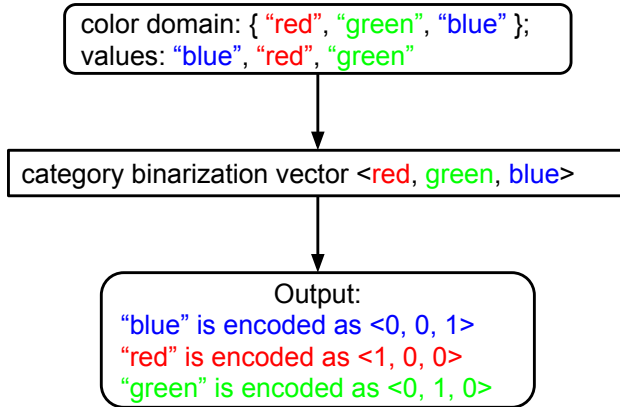 color domain: { “red”, “green”, “blue” };
values: “blue”, “red”, “green”
category binarization vector <red, green, blue>
Output:
“blue” is encoded as <0, 0, 1>
“red” is encoded as <1, 0, 0>
“green” is encoded as <0, 1, 0>